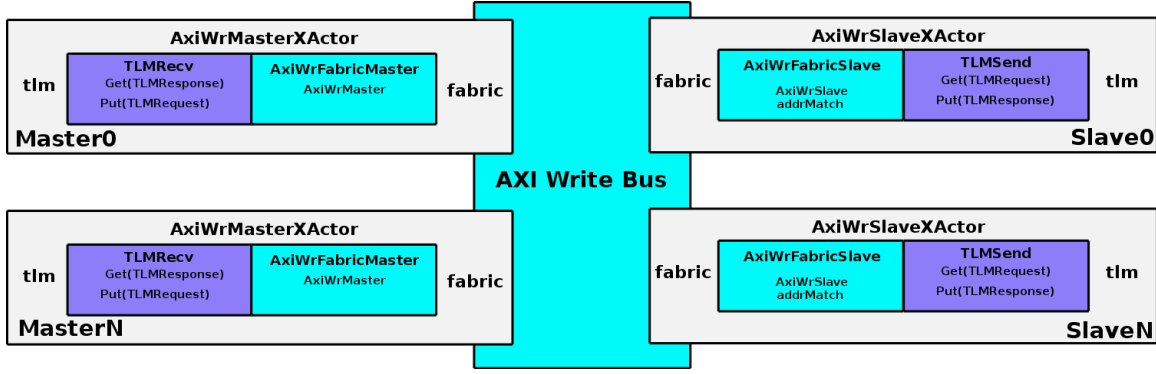 AxiWrMasterXActor
tlm
TLMRecv
Get(TLMResponse)
Put(TLMRequest)
AxiWrFabricMaster
AxiWrMaster
fabric
Master0
AxiWrSlaveXActor
fabric
AxiWrFabricSlave
AxiWrSlave
addrMatch
TLMSend
Get(TLMRequest)
Put(TLMResponse)
tlm
Slave0
AXI Write Bus
AxiWrMasterXActor
tlm
TLMRecv
Get(TLMResponse)
Put(TLMRequest)
AxiWrFabricMaster
AxiWrMaster
fabric
MasterN
AxiWrSlaveXActor
fabric
AxiWrFabricSlave
AxiWrSlave
addrMatch
TLMSend
Get(TLMRequest)
Put(TLMResponse)
tlm
SlaveN